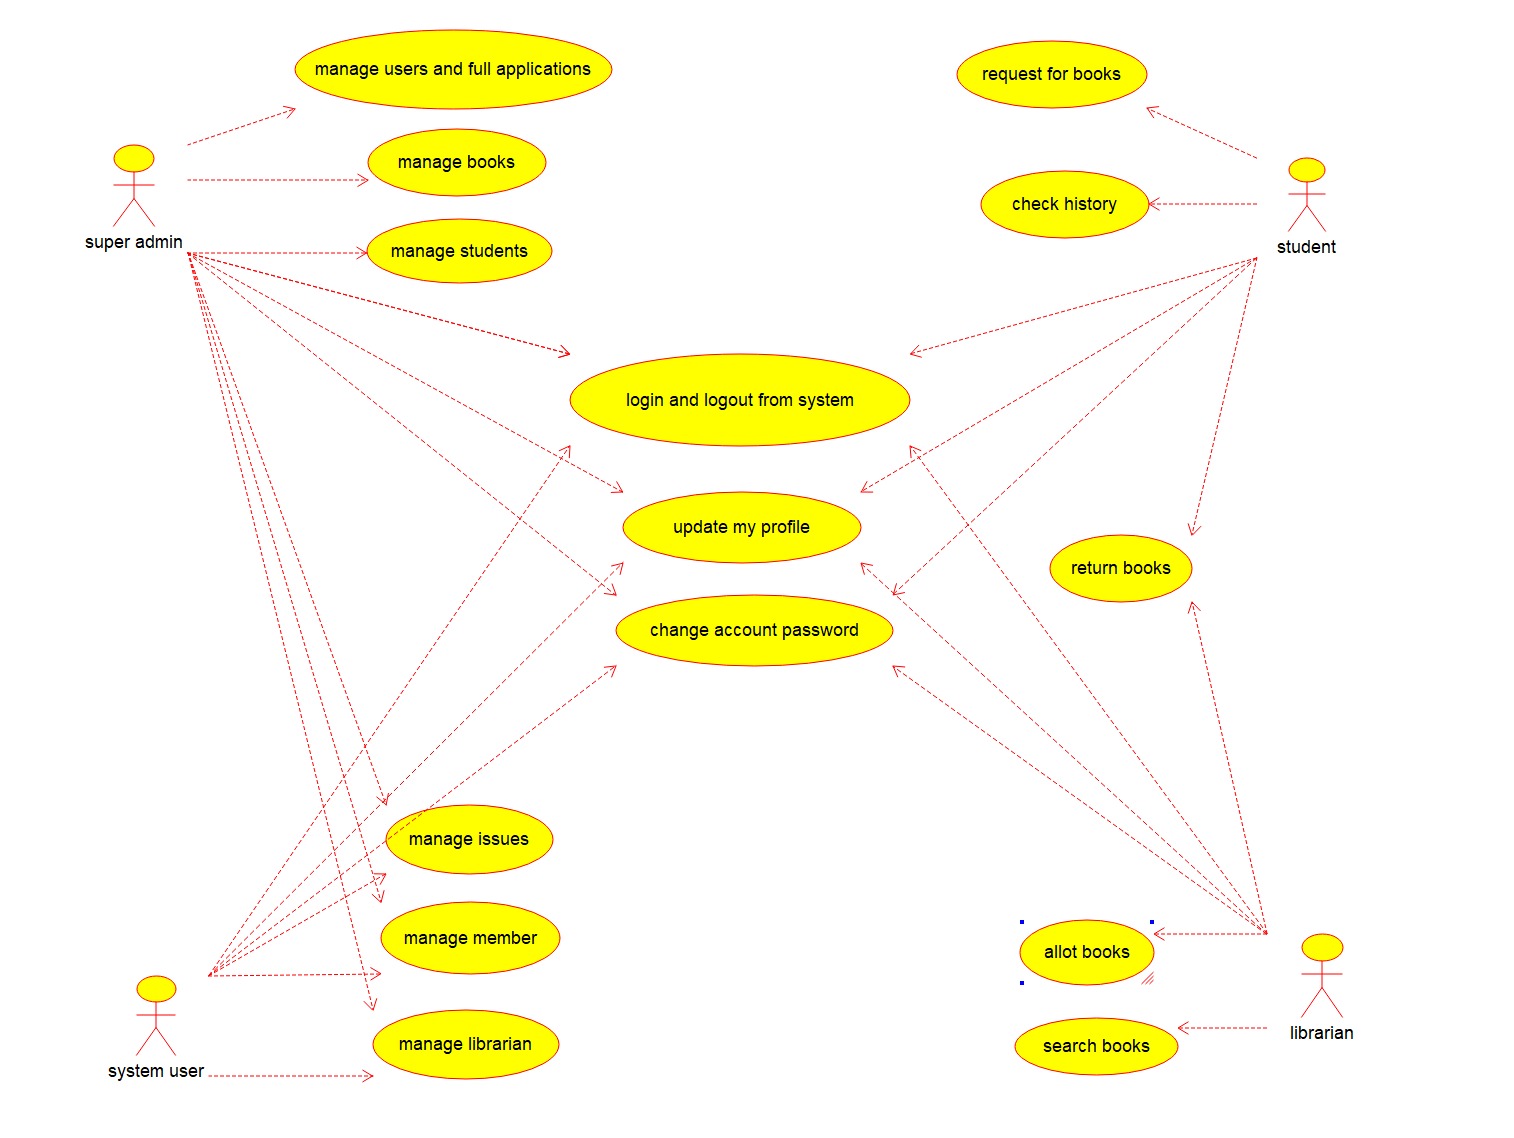 manage users and full applications
request for books
manage books
check history
super admin
student
manage students
login and logout from system
update my profile
return books
change account password
manage issues
manage member
allot books
librarian
manage librarian
search books
system user